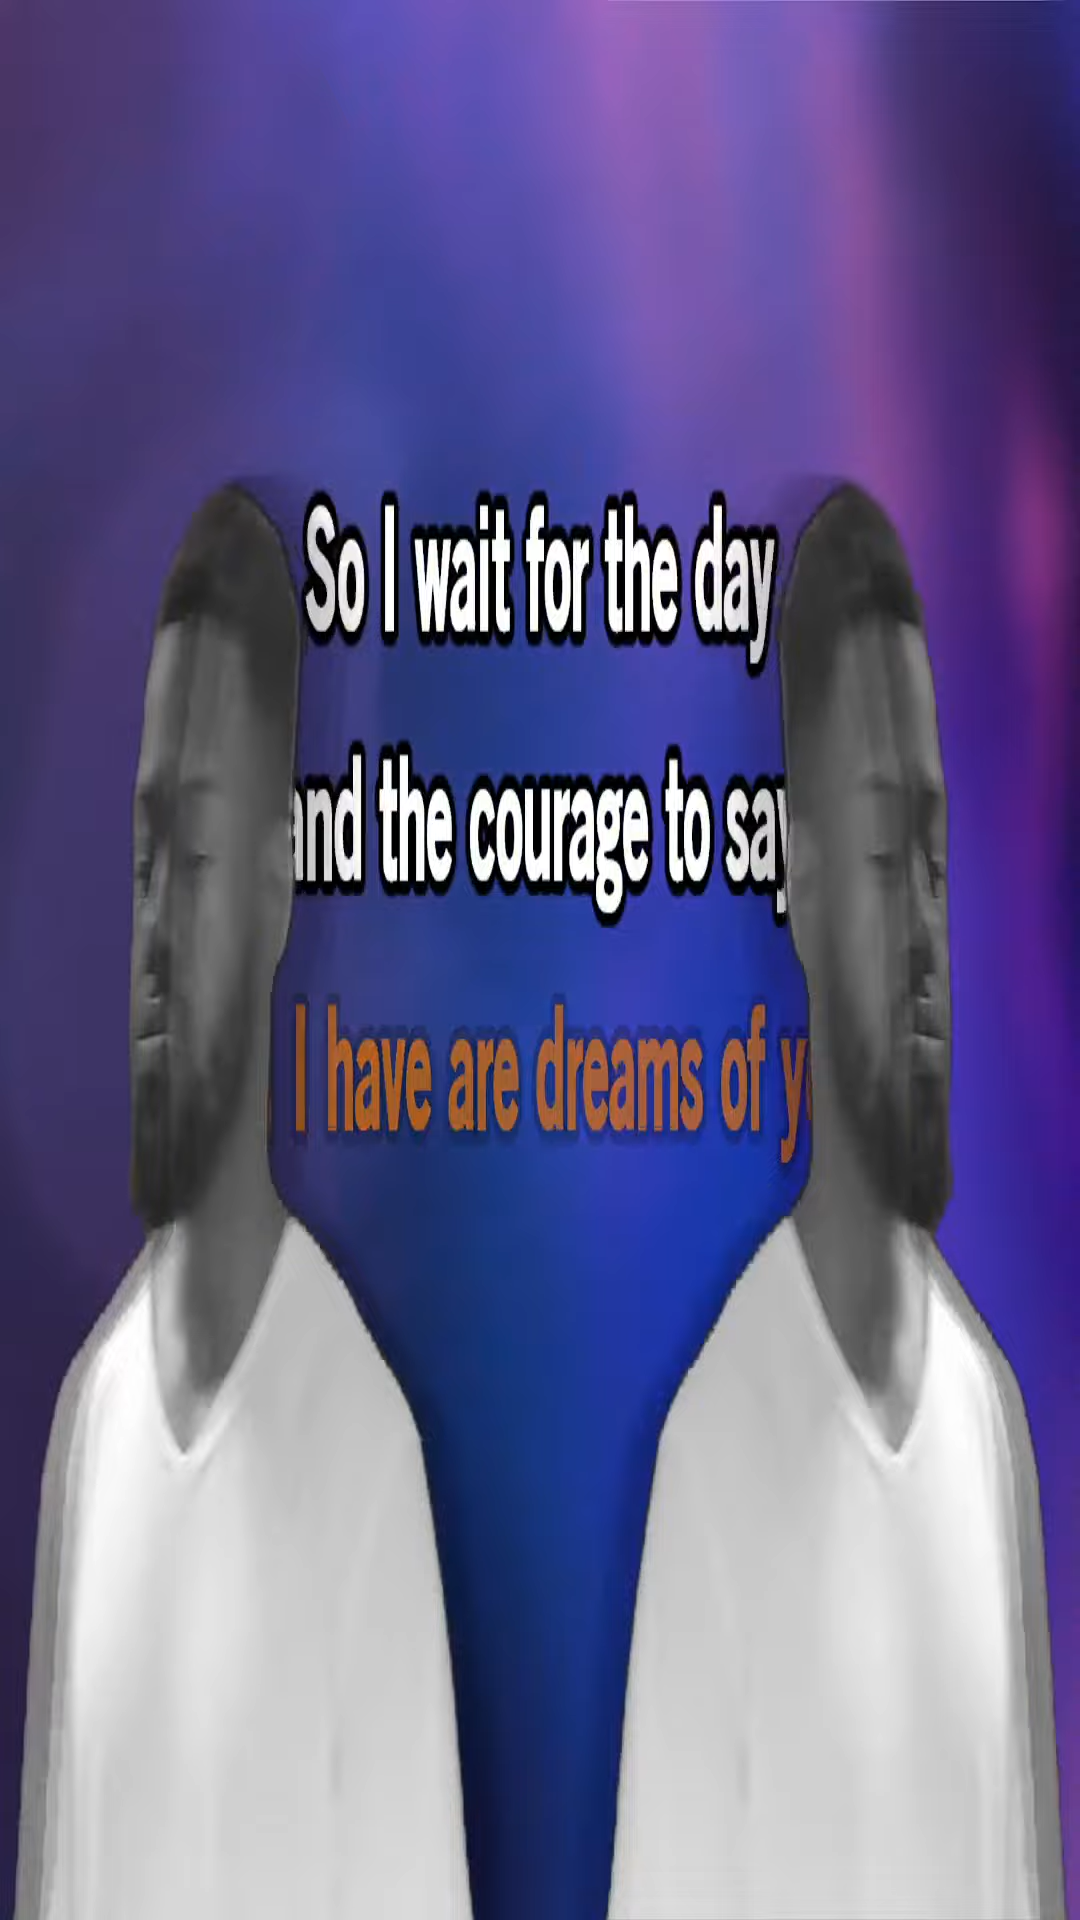 So I wait for the day
and the courage to say
I have are dreams of